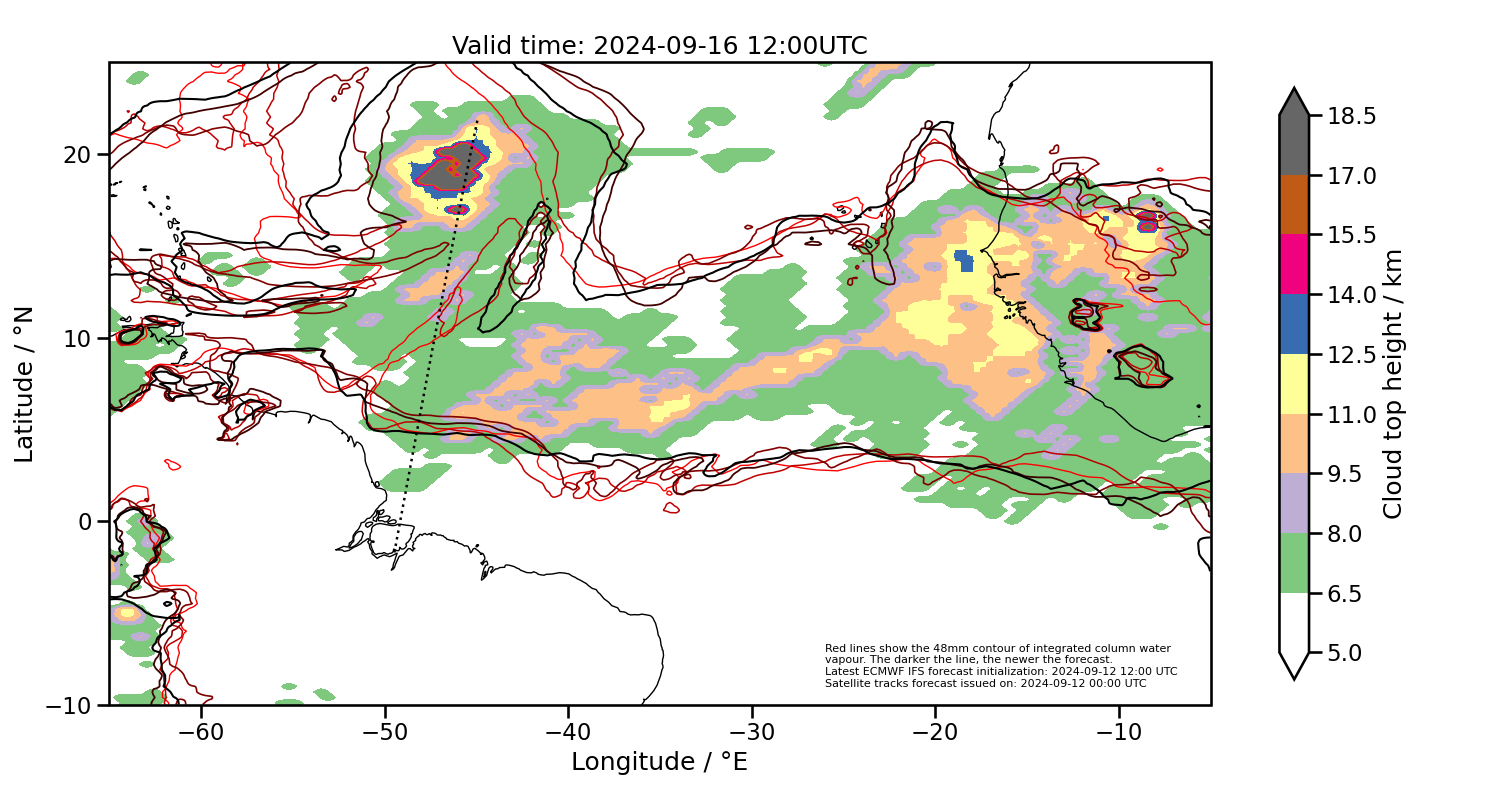 Valid time: 2024-09-16 12:00UTC
20
10
0
−10
Latitude / °N
−60
−50
−40
−30
−20
−10
Longitude / °E
Red lines show the 48mm contour of integrated column water
vapour. The darker the line, the newer the forecast.
Latest ECMWF IFS forecast initialization: 2024-09-12 12:00 UTC
Satellite tracks forecast issued on: 2024-09-12 00:00 UTC
18.5
17.0
15.5
14.0
12.5
11.0
9.5
8.0
6.5
5.0
Cloud top height / km